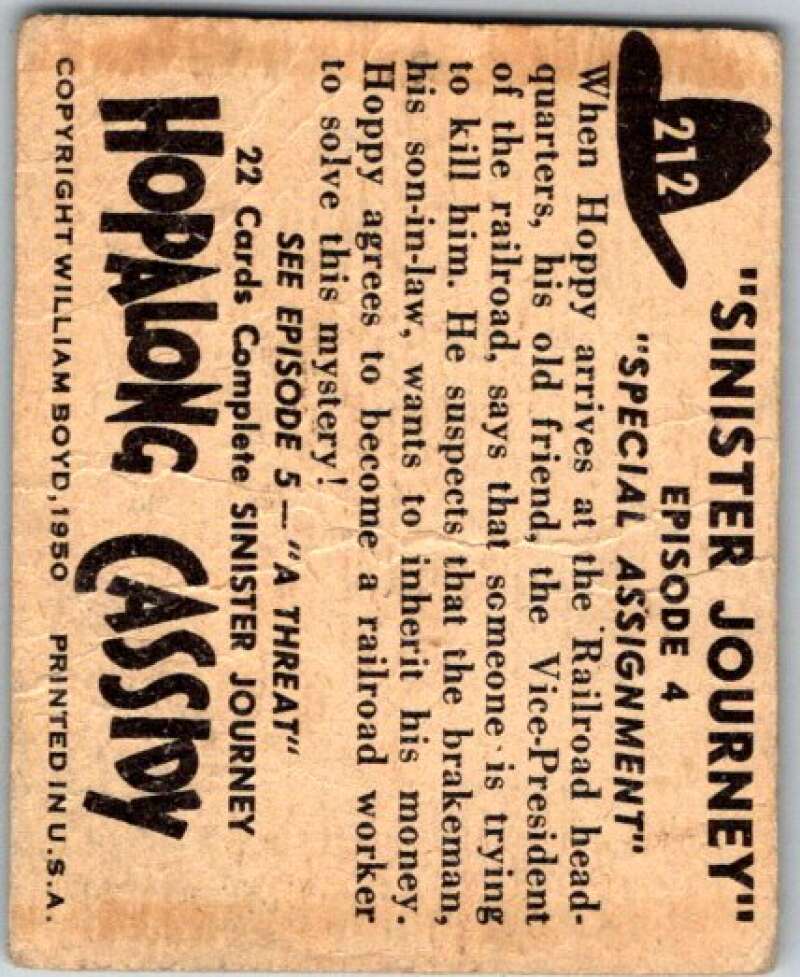 212
"SINISTER JOURNEY"
EPISODE 4
"SPECIAL ASSIGNMENT"
When Hoppy arrives at the Railroad head-
quarters, his old friend, the Vice-President
of the railroad, says that someone is trying
to kill him. He suspects that the brakeman,
his son-in-law, wants to inherit his money.
Hoppy agrees to become a railroad worker
to solve this mystery!
SEE EPISODE 5 — "A THREAT"
22 Cards Complete SINISTER JOURNEY
HOPALONG CASSIDY
COPYRIGHT WILLIAM BOYD, 1950 PRINTED IN U.S.A.